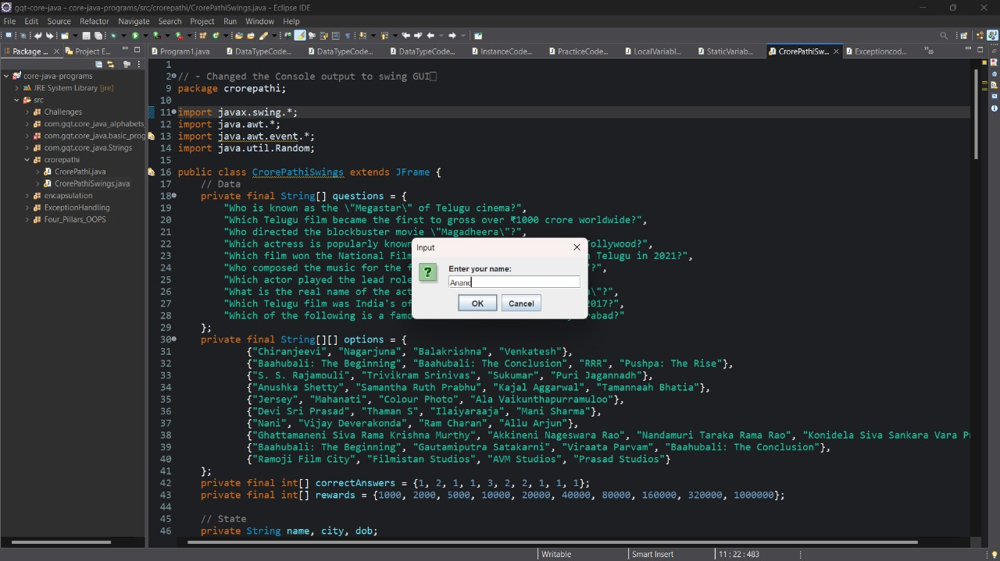 gqt-core-java - core-java-programs/src/crorepathi/CrorePathiSwings.java - Eclipse IDE
File Edit Source Refactor Navigate Search Project Run Window Help
Package ... Project E...
Program1.java DataTypeCode... DataTypeCode... DataTypeCode... InstanceCode... PracticeCode... LocalVariabl... StaticVariab... CrorePathiSw... Exceptioncod...
core-java-programs
JRE System Library [jre]
src
Challenges
com.gqt.core_java_alphabets
com.gqt.core_java.basic_prog
com.gqt.core_java.Strings
crorepathi
CrorePathi.java
CrorePathiSwings.java
encapsulation
ExceptionHandling
Four_Pillars_OOPS
1
2 // - Changed the Console output to swing GUI
9 package crorepathi;
10
11 import javax.swing.*;
12 import java.awt.*;
13 import java.awt.event.*;
14 import java.util.Random;
15
16 public class CrorePathiSwings extends JFrame {
17 // Data
18 private final String[] questions = {
19 "Who is known as the \"Megastar\" of Telugu cinema?",
20 "Which Telugu film became the first to gross over ₹1000 crore worldwide?",
21 "Who directed the blockbuster movie \"Magadheera\"?",
22 "Which actress is popularly known ollywood?",
23 "Which film won the National Film Telugu in 2021?",
24 "Who composed the music for the f ?",
25 "Which actor played the lead role
26 "What is the real name of the act \"?",
27 "Which Telugu film was India's of 2017?",
28 "Which of the following is a famo abad?"
29 };
30 private final String[][] options = {
31 {"Chiranjeevi", "Nagarjuna", "Balakrishna", "Venkatesh"},
32 {"Baahubali: The Beginning", "Baahubali: The Conclusion", "RRR", "Pushpa: The Rise"},
33 {"S. S. Rajamouli", "Trivikram Srinivas", "Sukumar", "Puri Jagannadh"},
34 {"Anushka Shetty", "Samantha Ruth Prabhu", "Kajal Aggarwal", "Tamannaah Bhatia"},
35 {"Jersey", "Mahanati", "Colour Photo", "Ala Vaikunthapurramuloo"},
36 {"Devi Sri Prasad", "Thaman S", "Ilaiyaraaja", "Mani Sharma"},
37 {"Nani", "Vijay Deverakonda", "Ram Charan", "Allu Arjun"},
38 {"Ghattamaneni Siva Rama Krishna Murthy", "Akkineni Nageswara Rao", "Nandamuri Taraka Rama Rao", "Konidela Siva Sankara Vara P
39 {"Baahubali: The Beginning", "Gautamiputra Satakarni", "Viraata Parvam", "Baahubali: The Conclusion"},
40 {"Ramoji Film City", "Filmistan Studios", "AVM Studios", "Prasad Studios"}
41 };
42 private final int[] correctAnswers = {1, 2, 1, 1, 3, 2, 2, 1, 1, 1};
43 private final int[] rewards = {1000, 2000, 5000, 10000, 20000, 40000, 80000, 160000, 320000, 1000000};
44
45 // State
46 private String name, city, dob;
Input
Enter your name:
Anand
OK Cancel
Writable Smart Insert 11 : 22 : 483